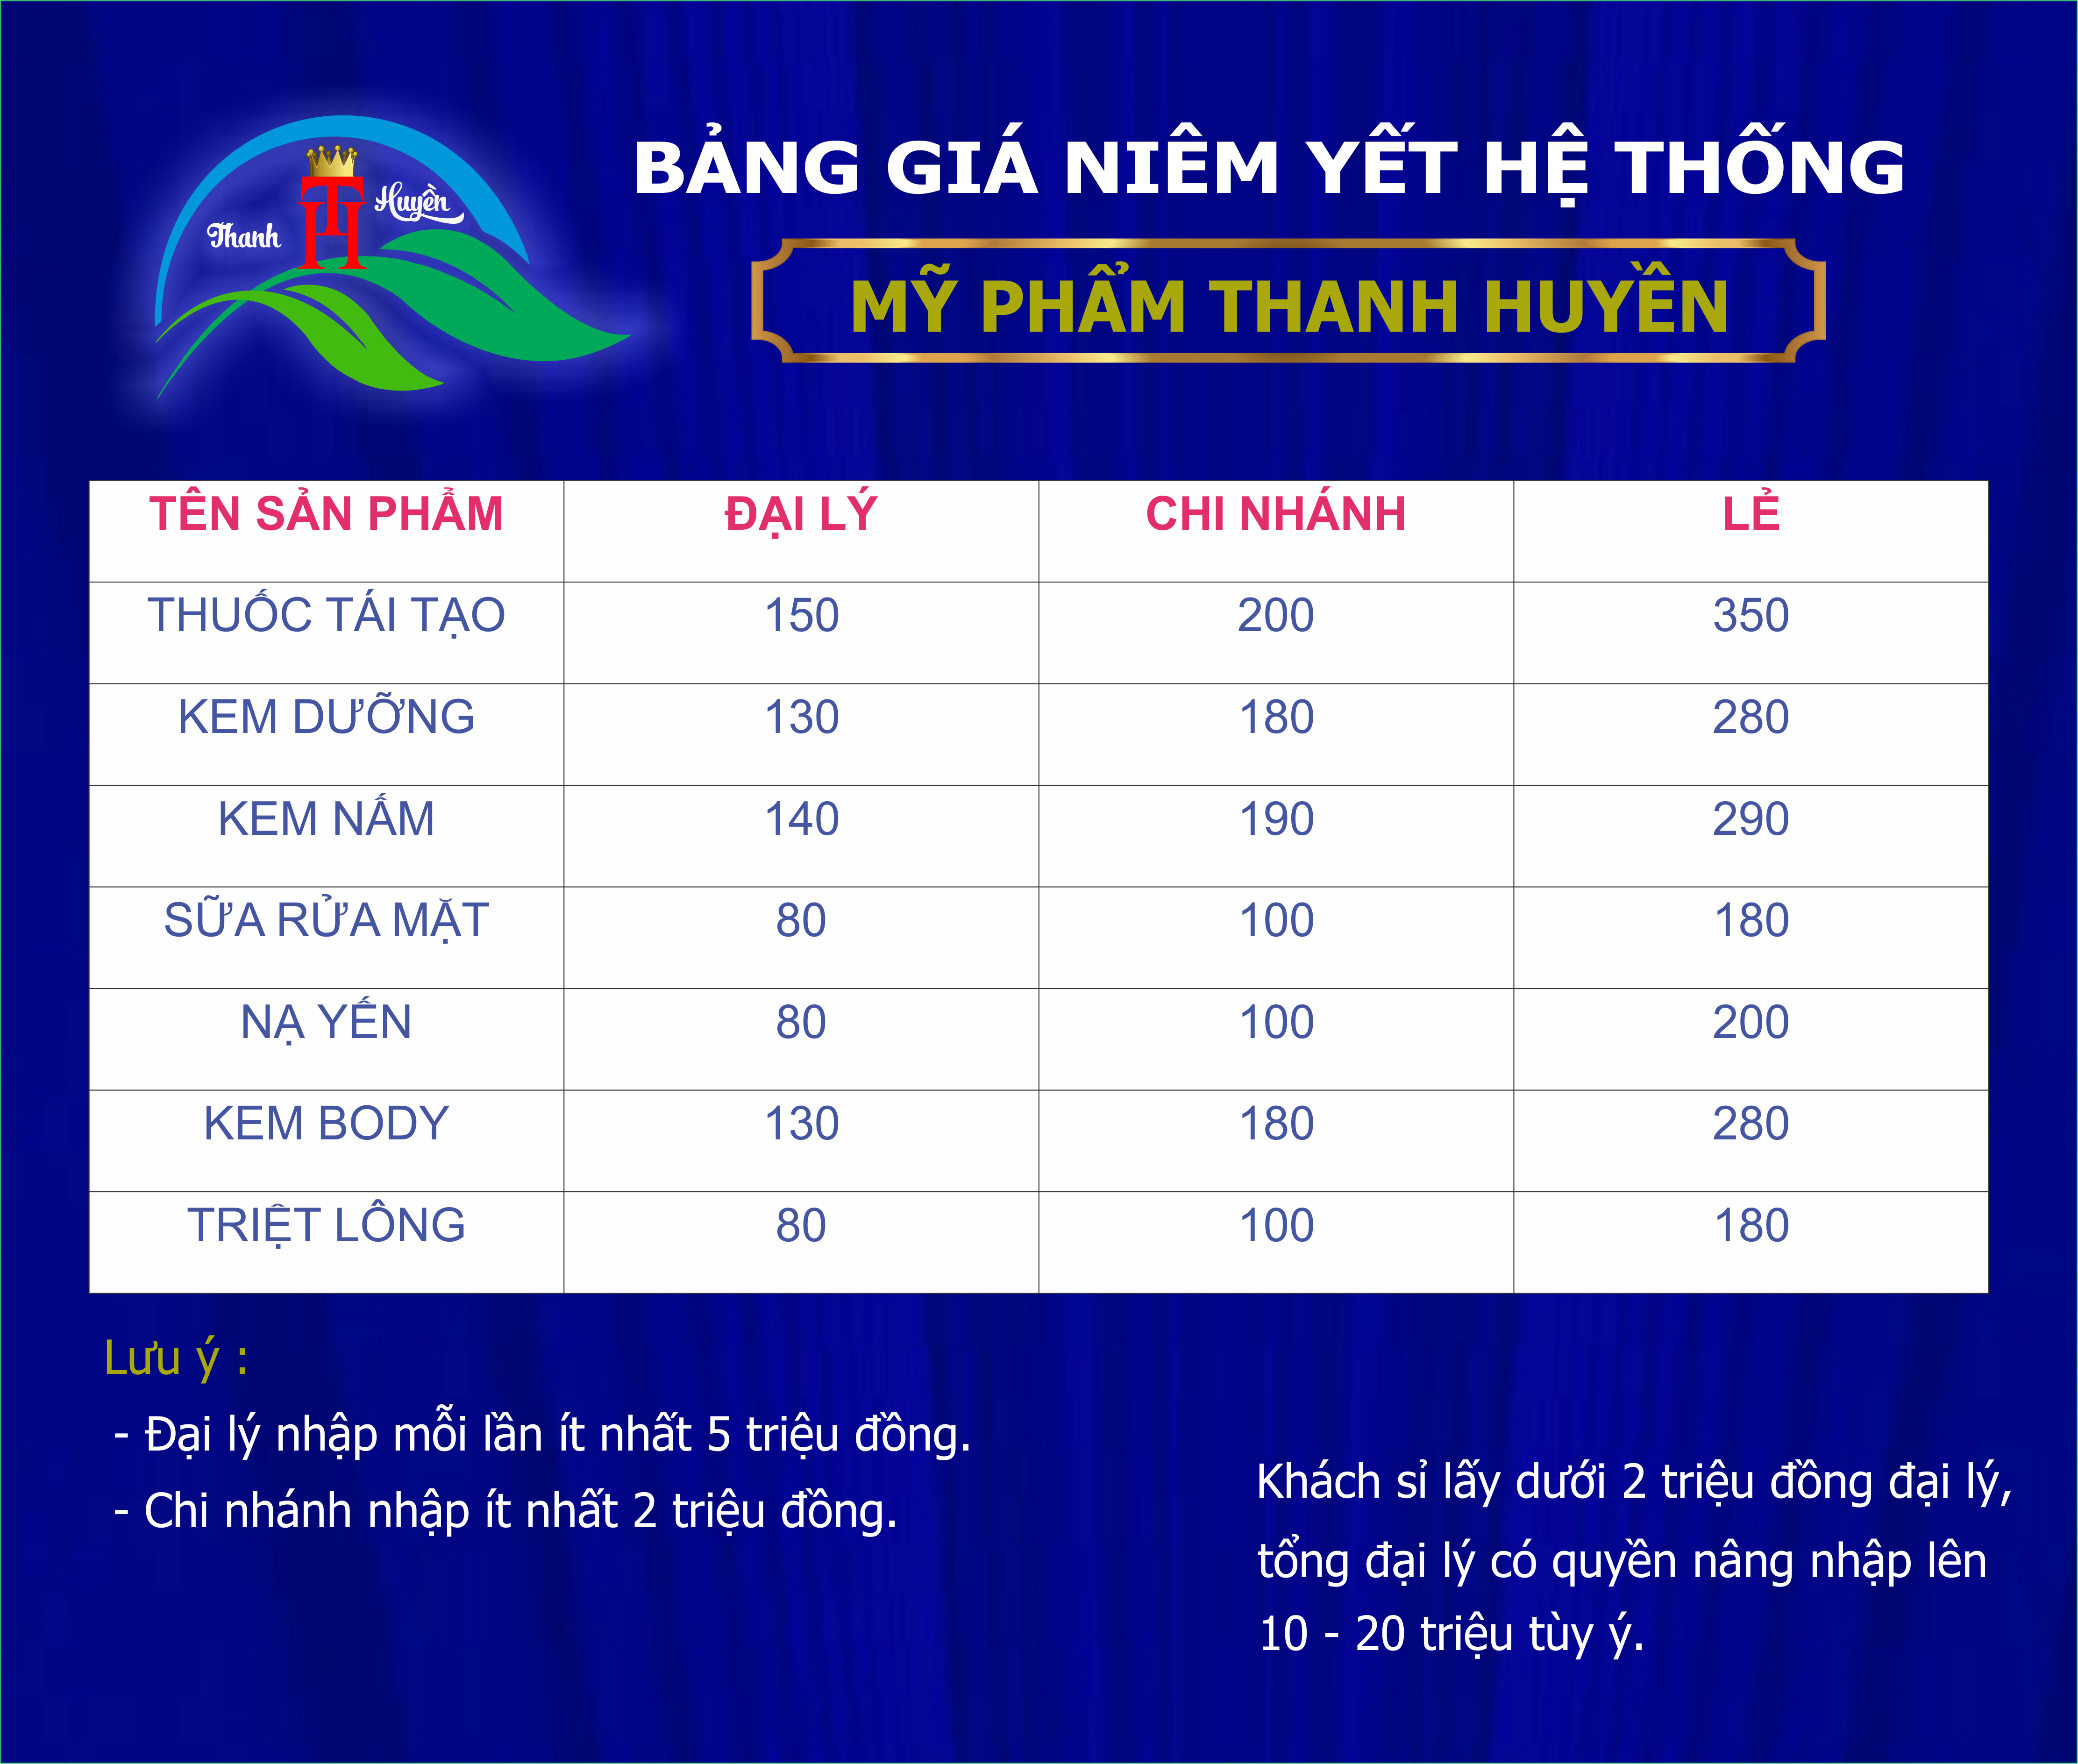 Thanh
TH
Huyền
BẢNG GIÁ NIÊM YẾT HỆ THỐNG
MỸ PHẨM THANH HUYỀN
TÊN SẢN PHẨM ĐẠI LÝ CHI NHÁNH LẺ
THUỐC TÁI TẠO 150 200 350
KEM DƯỠNG 130 180 280
KEM NẤM 140 190 290
SỮA RỬA MẶT 80 100 180
NẠ YẾN 80 100 200
KEM BODY 130 180 280
TRIỆT LÔNG 80 100 180
Lưu ý :
- Đại lý nhập mỗi lần ít nhất 5 triệu đồng.
- Chi nhánh nhập ít nhất 2 triệu đồng.
Khách sỉ lấy dưới 2 triệu đồng đại lý,
tổng đại lý có quyền nâng nhập lên
10 - 20 triệu tùy ý.